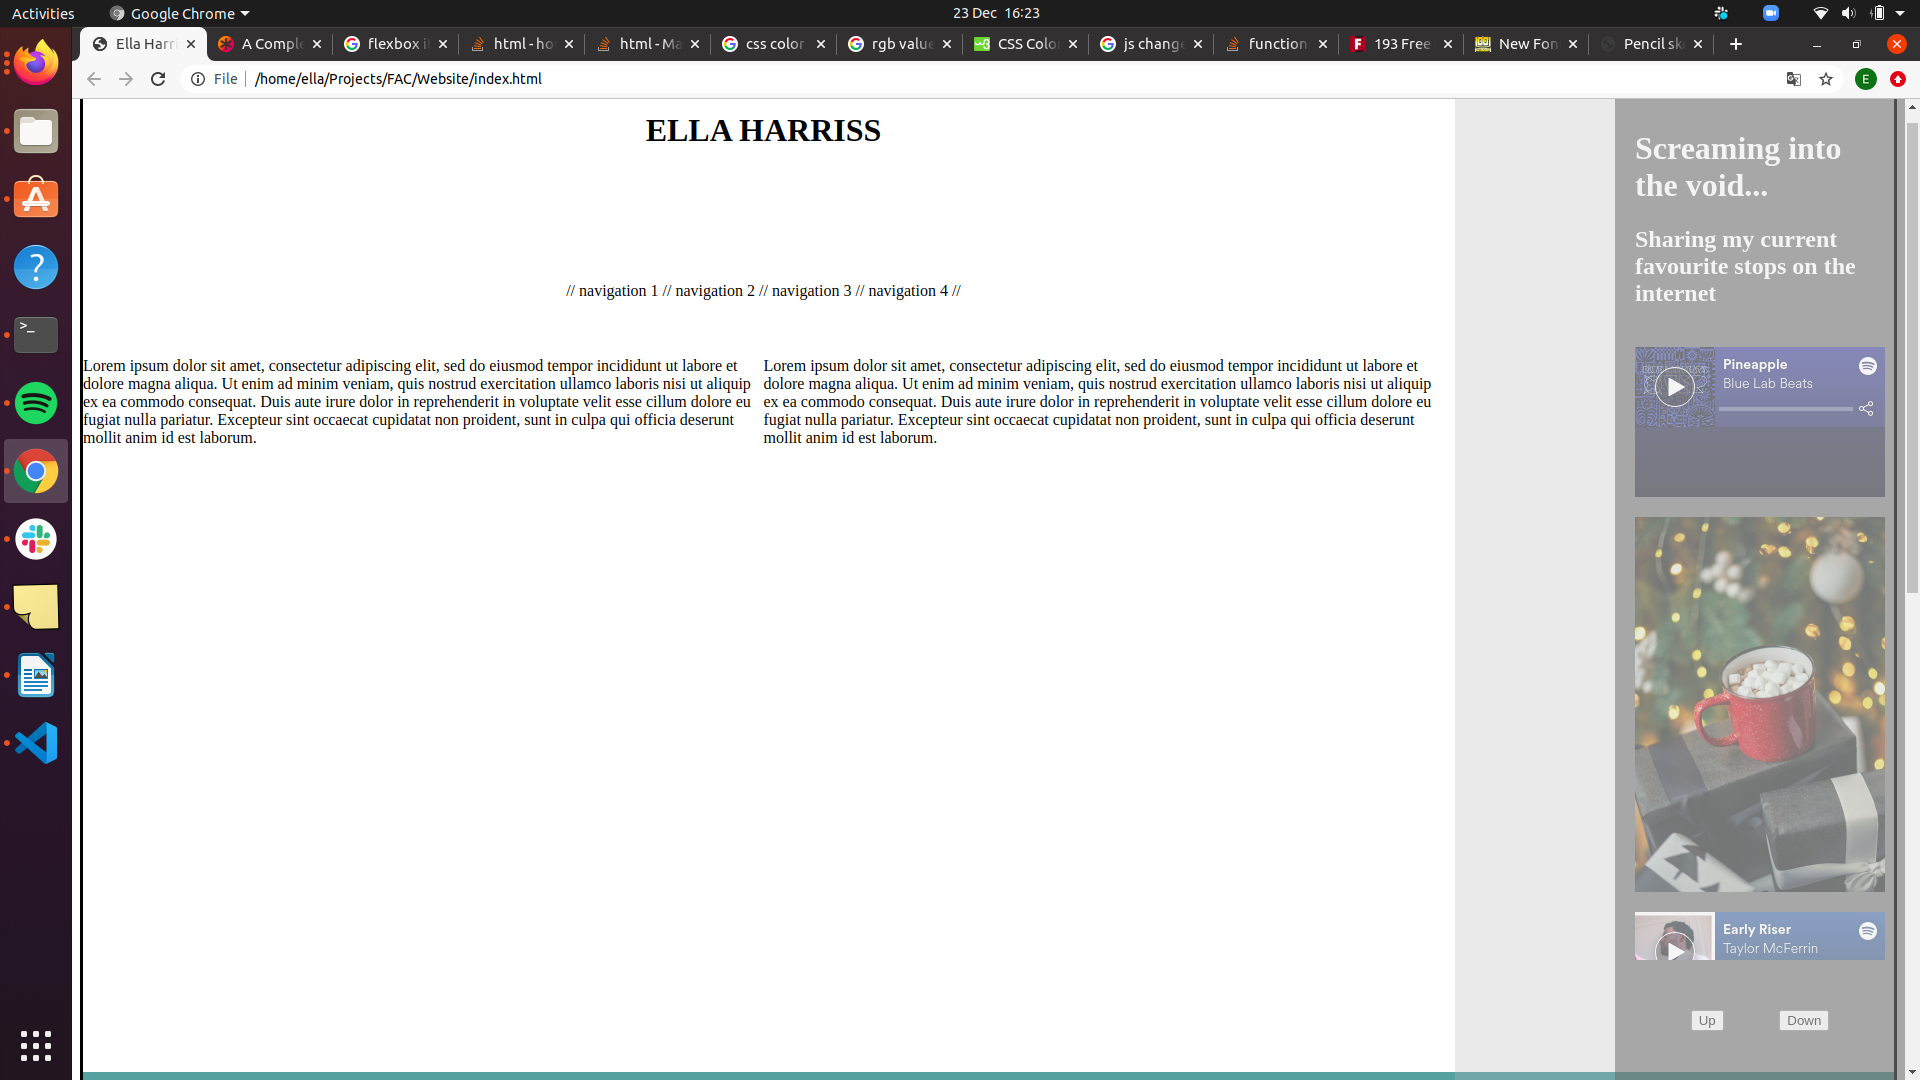 Activities
Google Chrome
23 Dec 16:23
Ella Harri
A Comple
flexbox i
html - ho
html - Ma
css color
rgb value
CSS Colo
js change
function
193 Free
New Fon
Pencil sk
File
/home/ella/Projects/FAC/Website/index.html
E
ELLA HARRISS
// navigation 1 // navigation 2 // navigation 3 // navigation 4 //
Lorem ipsum dolor sit amet, consectetur adipiscing elit, sed do eiusmod tempor incididunt ut labore et
dolore magna aliqua. Ut enim ad minim veniam, quis nostrud exercitation ullamco laboris nisi ut aliquip
ex ea commodo consequat. Duis aute irure dolor in reprehenderit in voluptate velit esse cillum dolore eu
fugiat nulla pariatur. Excepteur sint occaecat cupidatat non proident, sunt in culpa qui officia deserunt
mollit anim id est laborum.
Lorem ipsum dolor sit amet, consectetur adipiscing elit, sed do eiusmod tempor incididunt ut labore et
dolore magna aliqua. Ut enim ad minim veniam, quis nostrud exercitation ullamco laboris nisi ut aliquip
ex ea commodo consequat. Duis aute irure dolor in reprehenderit in voluptate velit esse cillum dolore eu
fugiat nulla pariatur. Excepteur sint occaecat cupidatat non proident, sunt in culpa qui officia deserunt
mollit anim id est laborum.
Screaming into
the void...
Sharing my current
favourite stops on the
internet
Pineapple
Blue Lab Beats
Early Riser
Taylor McFerrin
Up
Down